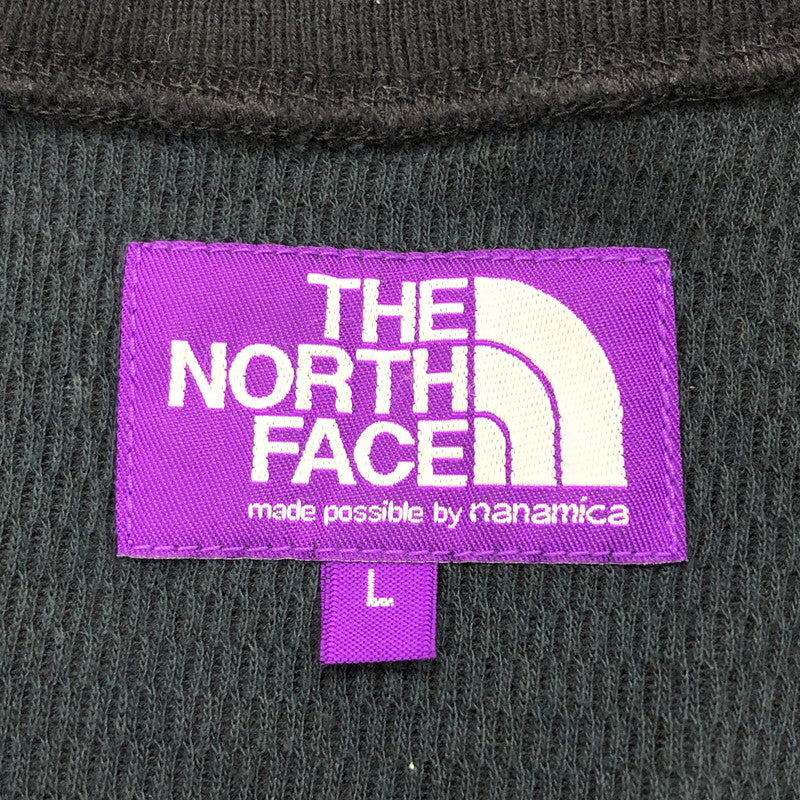 THE
NORTH
FACE
made possible by nanamica
L